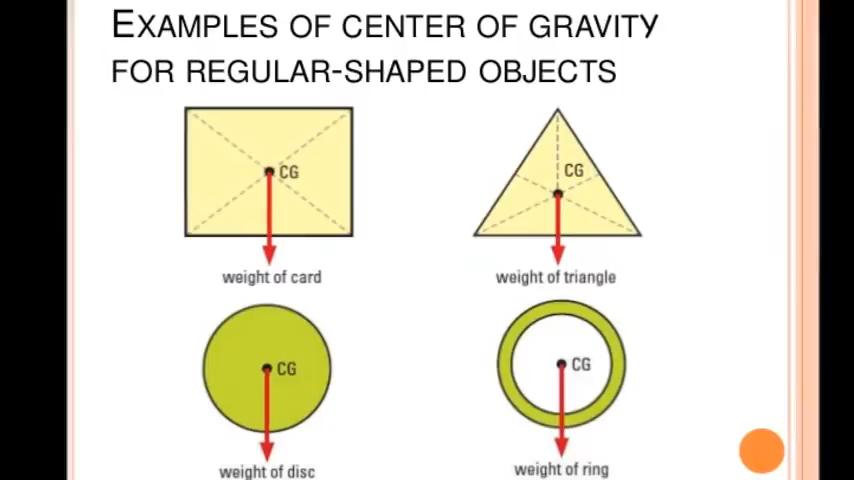 EXAMPLES OF CENTER OF GRAVITY
FOR REGULAR-SHAPED OBJECTS
CG
CG
weight of card
weight of triangle
CG
CG
weight of disc
weight of ring